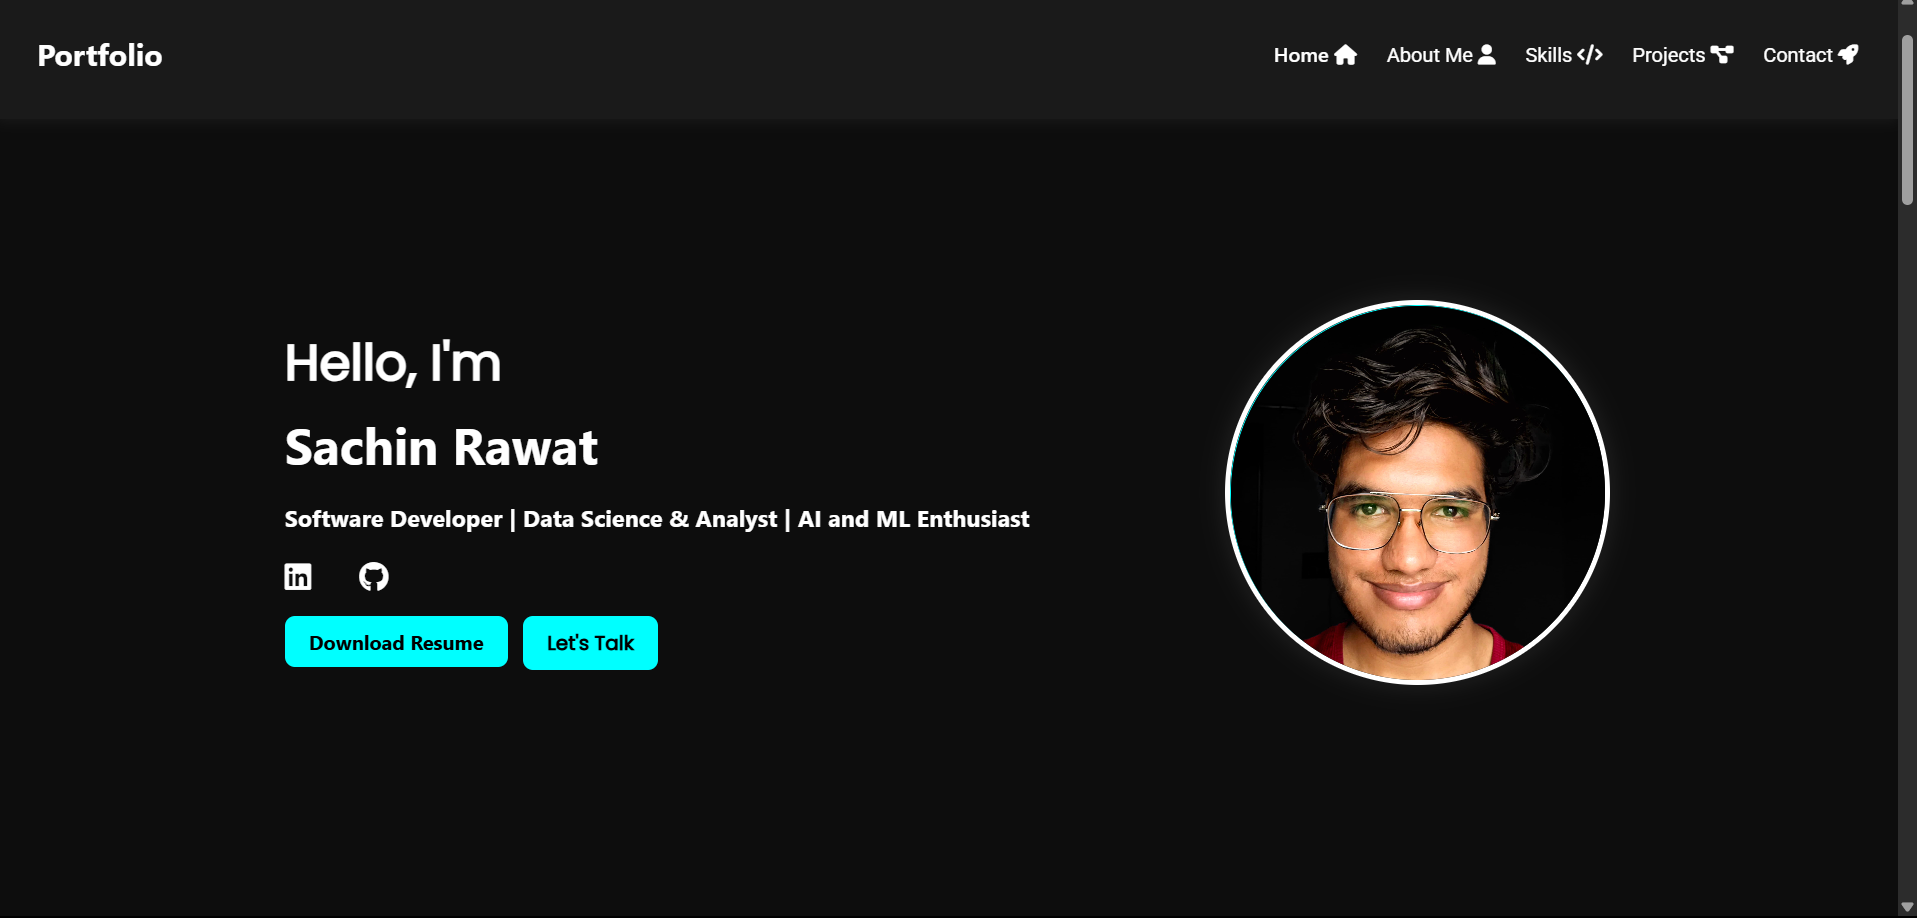 Portfolio
Home
About Me
Skills
Projects
Contact
Hello, I'm
Sachin Rawat
Software Developer | Data Science & Analyst | AI and ML Enthusiast
in
Download Resume
Let's Talk